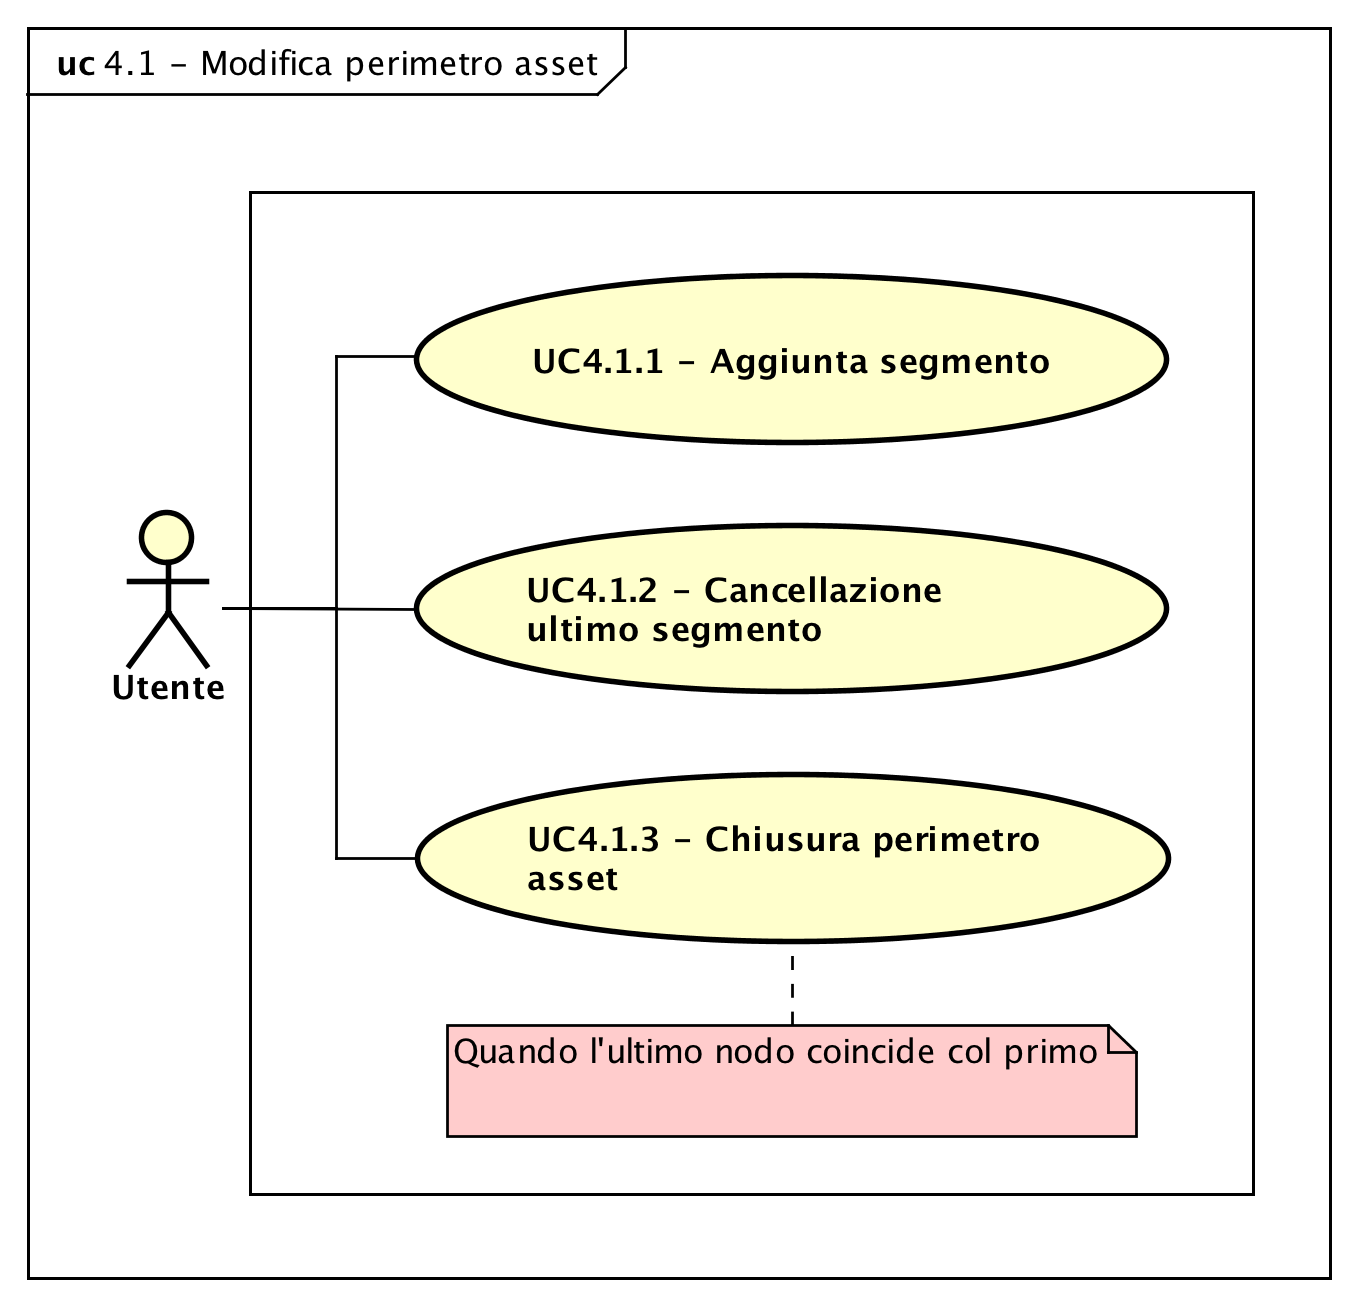 uc 4.1 – Modifica perimetro asset
UC4.1.1 – Aggiunta segmento
UC4.1.2 – Cancellazione
ultimo segmento
Utente
UC4.1.3 – Chiusura perimetro
asset
Quando l'ultimo nodo coincide col primo